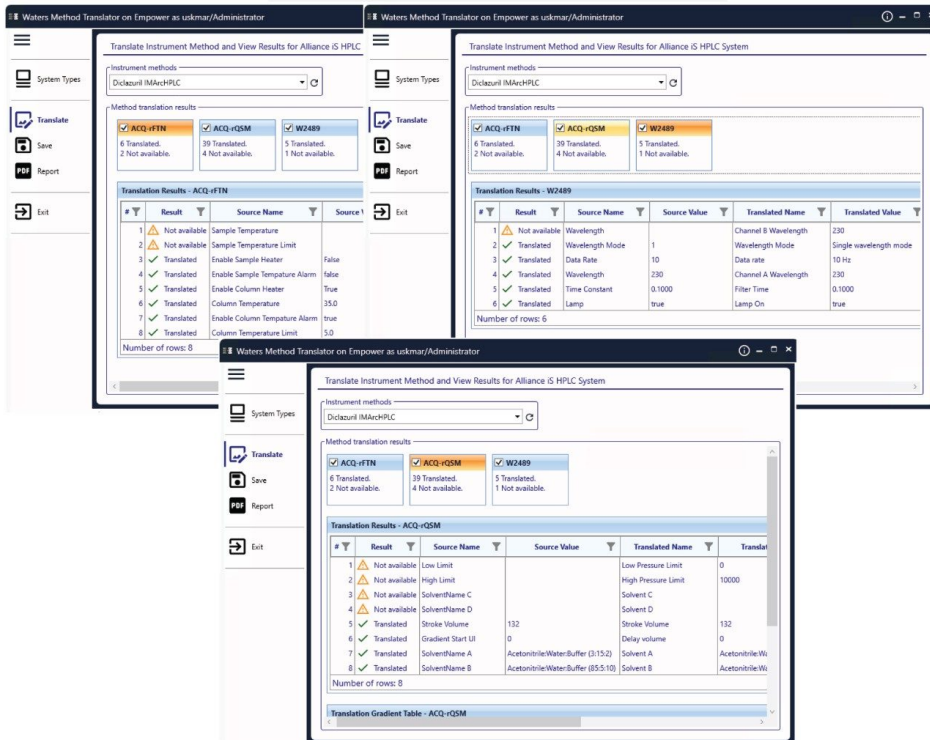 Waters Method Translator on Empower as uskmar/Administrator
Translate Instrument Method and View Results for Alliance iS HPLC
Instrument methods
Diclazuril IMArcHPLC
System Types
Translate
Save
PDF Report
Exit
Method translation results
ACQ-rFTN ACQ-rQSM W2489
6 Translated. 39 Translated. 5 Translated.
2 Not available. 4 Not available. 1 Not available.
Translation Results - ACQ-rFTN
# Result Source Name Source
1 Not available Sample Temperature
2 Not available Sample Temperature Limit
3 Translated Enable Sample Heater False
4 Translated Enable Sample Tempature Alarm false
5 Translated Enable Column Heater True
6 Translated Column Temperature 35.0
7 Translated Enable Column Tempature Alarm true
8 Translated Column Temperature Limit 5.0
Number of rows: 8
Waters Method Translator on Empower as uskmar/Administrator
Translate Instrument Method and View Results for Alliance iS HPLC System
Instrument methods
Diclazuril IMArcHPLC
System Types
Translate
Save
PDF Report
Exit
Method translation results
ACQ-rFTN ACQ-rQSM W2489
6 Translated. 39 Translated. 5 Translated.
2 Not available. 4 Not available. 1 Not available.
Translation Results - W2489
# Result Source Name Source Value Translated Name Translated Value
1 Not available Wavelength Channel B Wavelength 230
2 Translated Wavelength Mode 1 Wavelength Mode Single wavelength mode
3 Translated Data Rate 10 Data rate 10 Hz
4 Translated Wavelength 230 Channel A Wavelength 230
5 Translated Time Constant 0.1000 Filter Time 0.1000
6 Translated Lamp true Lamp On true
Number of rows: 6
Waters Method Translator on Empower as uskmar/Administrator
Translate Instrument Method and View Results for Alliance iS HPLC System
Instrument methods
Diclazuril IMArcHPLC
System Types
Translate
Save
PDF Report
Exit
Method translation results
ACQ-rFTN ACQ-rQSM W2489
6 Translated. 39 Translated. 5 Translated.
2 Not available. 4 Not available. 1 Not available.
Translation Results - ACQ-rQSM
# Result Source Name Source Value Translated Name Translat
1 Not available Low Limit Low Pressure Limit 0
2 Not available High Limit High Pressure Limit 10000
3 Not available SolventName C Solvent C
4 Not available SolventName D Solvent D
5 Translated Stroke Volume 132 Stroke Volume 132
6 Translated Gradient Start UI 0 Delay volume 0
7 Translated SolventName A Acetonitrile:Water:Buffer (3:15:2) Solvent A Acetonitrile:Wa
8 Translated SolventName B Acetonitrile:Water:Buffer (85:5:10) Solvent B Acetonitrile:Wa
Number of rows: 8
Translation Gradient Table - ACQ-rQSM